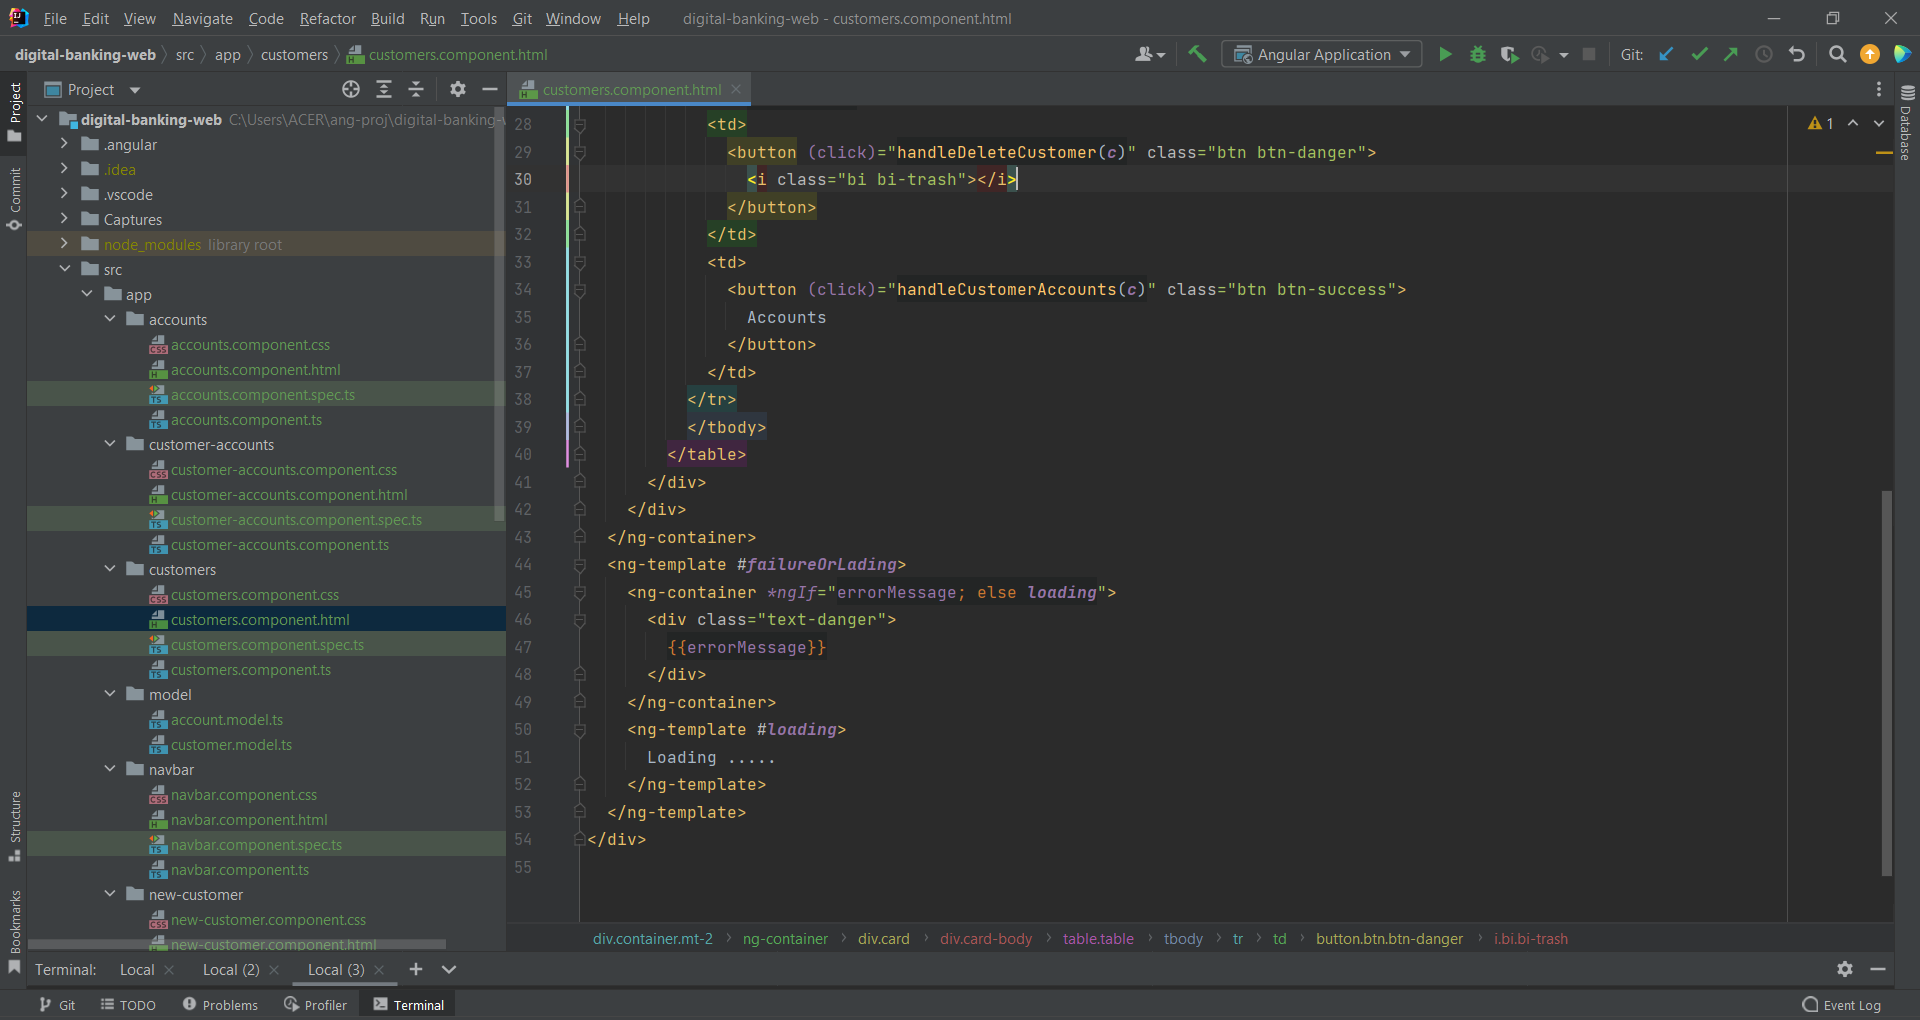 File Edit View Navigate Code Refactor Build Run Tools Git Window Help digital-banking-web - customers.component.html
digital-banking-web src app customers customers.component.html Angular Application Git:
Project
customers.component.html
Project
Commit
Structure
Bookmarks
Database
digital-banking-web C:\Users\ACER\ang-proj\digital-banking-
.angular
.idea
.vscode
Captures
node_modules library root
src
app
accounts
accounts.component.css
accounts.component.html
accounts.component.spec.ts
accounts.component.ts
customer-accounts
customer-accounts.component.css
customer-accounts.component.html
customer-accounts.component.spec.ts
customer-accounts.component.ts
customers
customers.component.css
customers.component.html
customers.component.spec.ts
customers.component.ts
model
account.model.ts
customer.model.ts
navbar
navbar.component.css
navbar.component.html
navbar.component.spec.ts
navbar.component.ts
new-customer
new-customer.component.css
new-customer.component.html
1
28 <td>
29 <button (click)="handleDeleteCustomer(c)" class="btn btn-danger">
30 <i class="bi bi-trash"></i>
31 </button>
32 </td>
33 <td>
34 <button (click)="handleCustomerAccounts(c)" class="btn btn-success">
35 Accounts
36 </button>
37 </td>
38 </tr>
39 </tbody>
40 </table>
41 </div>
42 </div>
43 </ng-container>
44 <ng-template #failureOrLading>
45 <ng-container *ngIf="errorMessage; else loading">
46 <div class="text-danger">
47 {{errorMessage}}
48 </div>
49 </ng-container>
50 <ng-template #loading>
51 Loading .....
52 </ng-template>
53 </ng-template>
54 </div>
55
div.container.mt-2 ng-container div.card div.card-body table.table tbody tr td button.btn.btn-danger i.bi.bi-trash
Terminal: Local Local (2) Local (3)
Git TODO Problems Profiler Terminal Event Log